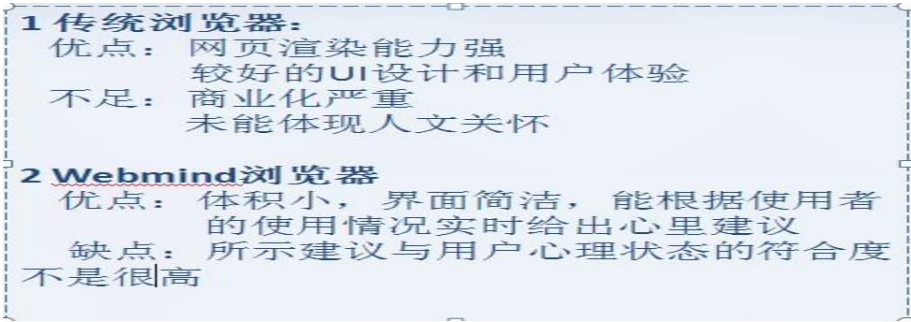 1 传统浏览器:
优点： 网页渲染能力强
较好的UI设计和用户体验
不足： 商业化严重
未能体现人文关怀
2 Webmind浏览器
优点： 体积小，界面简洁，能根据使用者
的使用情况实时给出心里建议
缺点： 所示建议与用户心理状态的符合度
不是很高